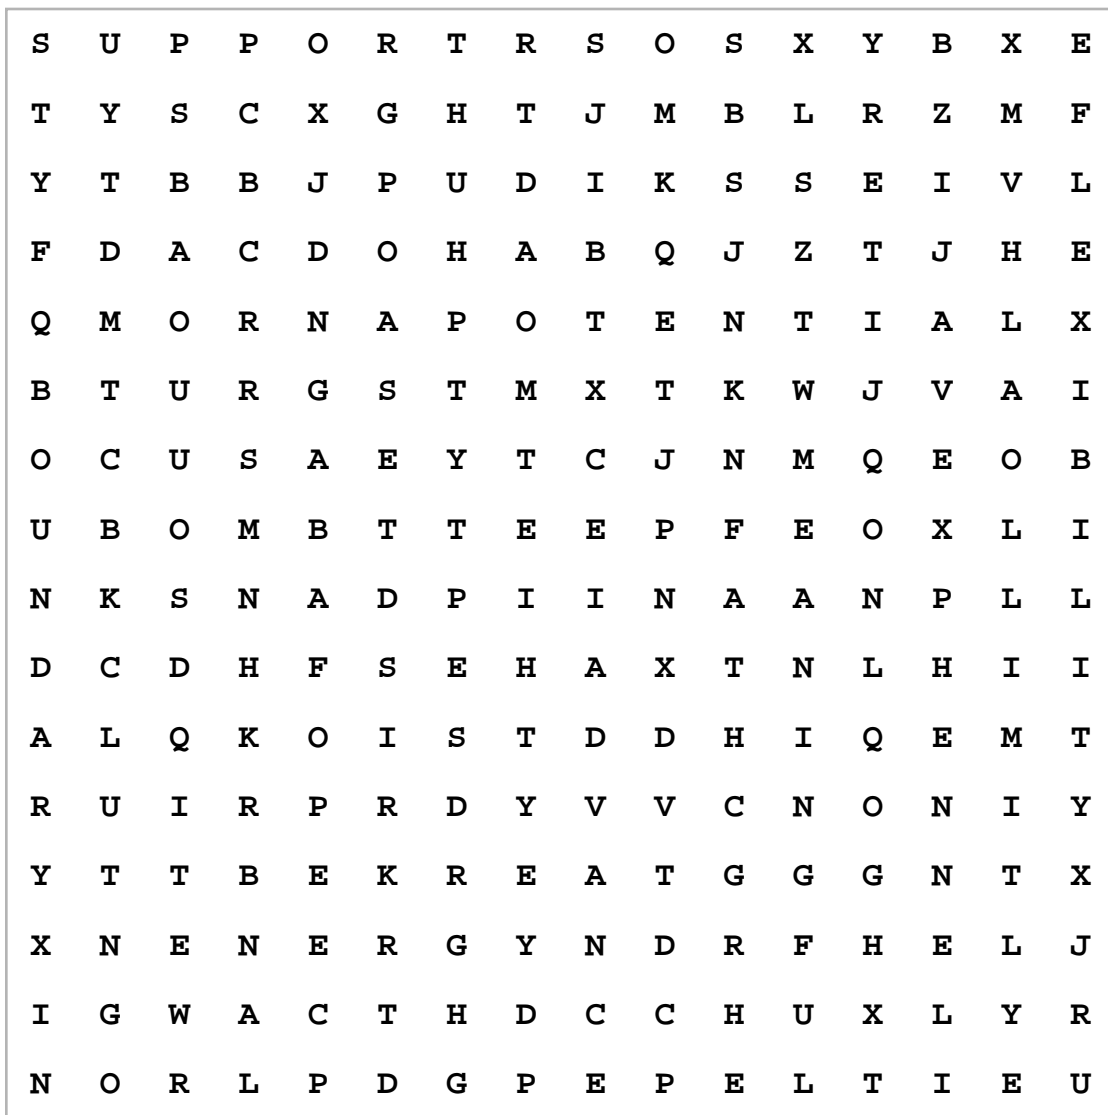 S U P P O R T R S O S X Y B X E
T Y S C X G H T J M B L R Z M F
Y T B B J P U D I K S S E I V L
F D A C D O H A B Q J Z T J H E
Q M O R N A P O T E N T I A L X
B T U R G S T M X T K W J V A I
O C U S A E Y T C J N M Q E O B
U B O M B T T E E P F E O X L I
N K S N A D P I I N A A N P L L
D C D H F S E H A X T N L H I I
A L Q K O I S T D D H I Q E M T
R U I R P R D Y V V C N O N I Y
Y T T B E K R E A T G G G N T X
X N E N E R G Y N D R F H E L J
I G W A C T H D C C H U X L Y R
N O R L P D G P E P E L T I E U